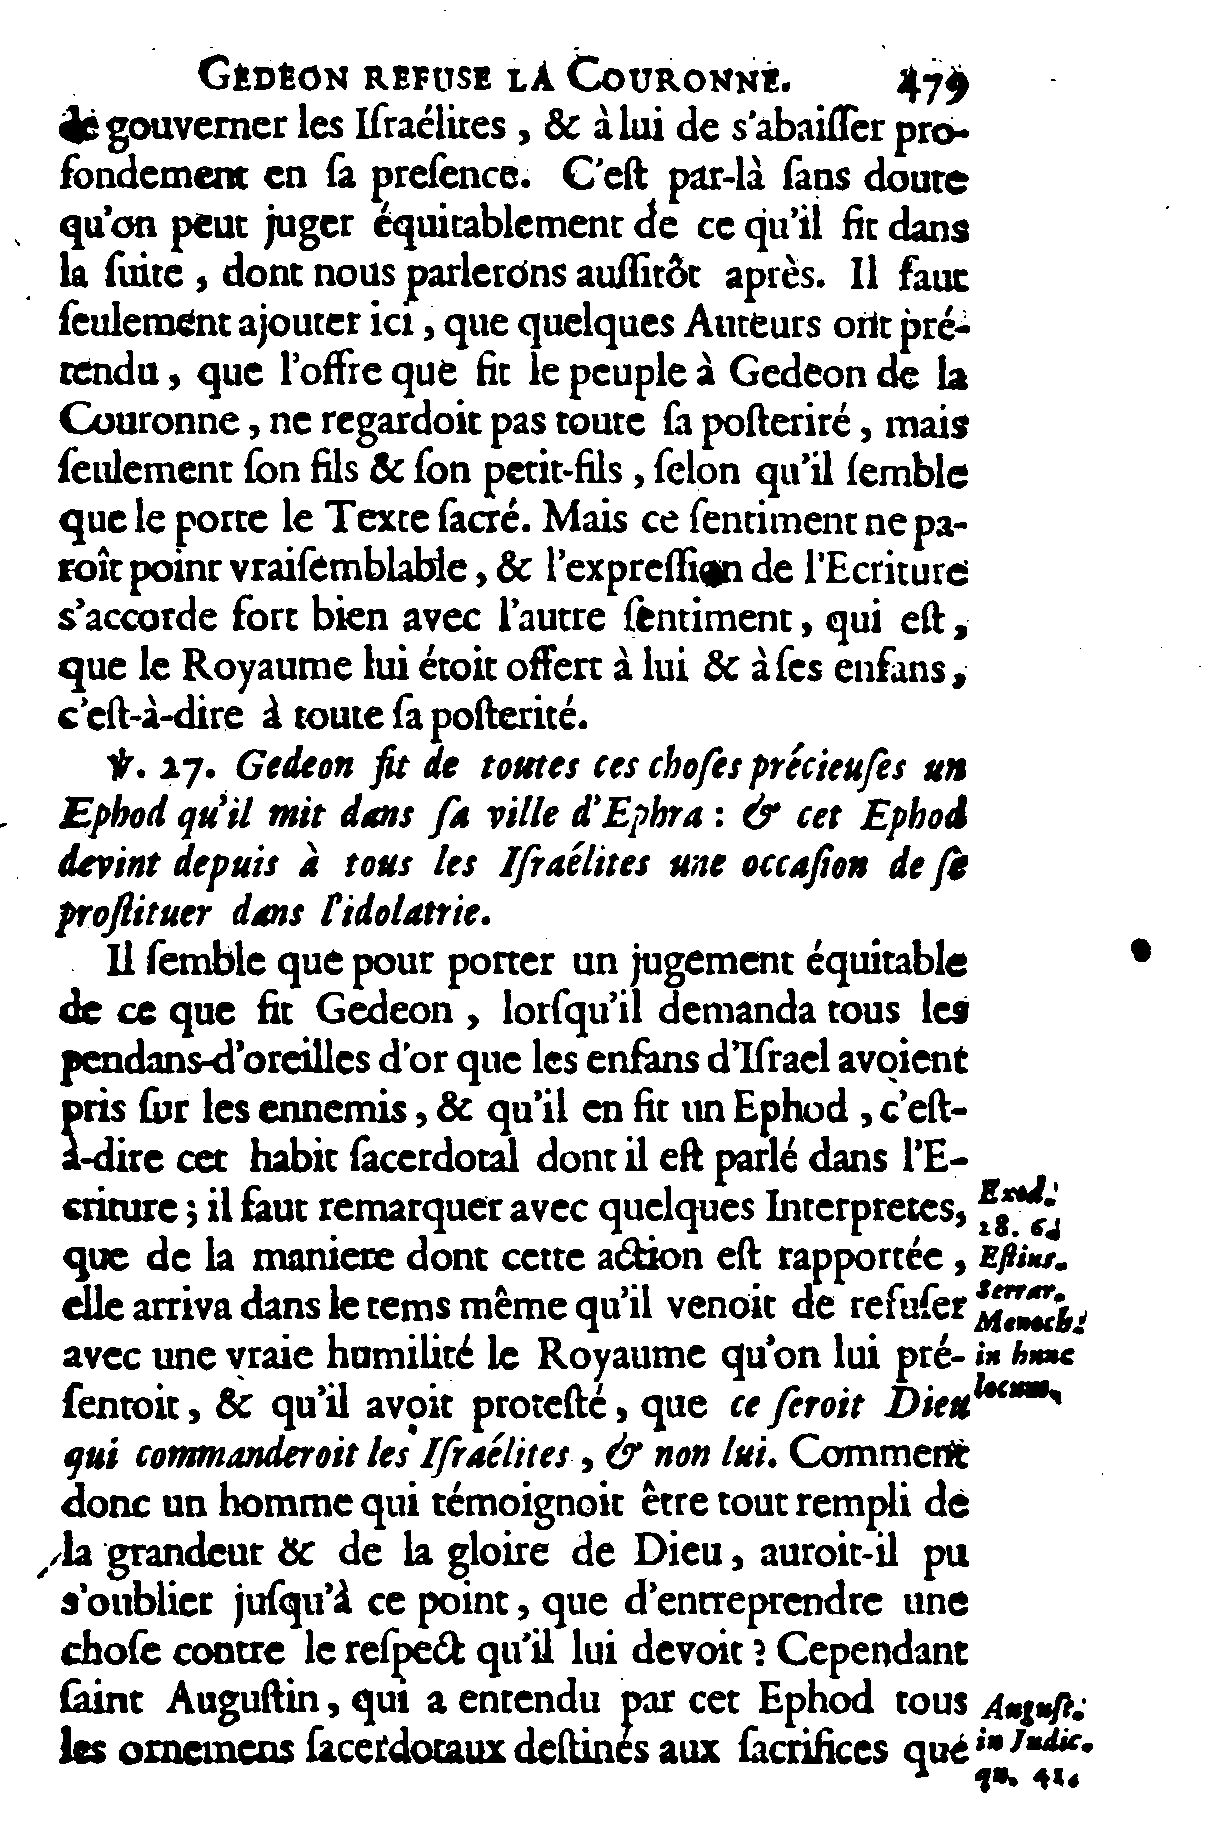 GEDEON REFUSE LA COURONNE. 479
de gouverner les Iſraélites, & à lui de s'abaiſſer pro-
fondement en ſa preſence. C'eſt par-là ſans doute
qu'on peut juger équitablement de ce qu'il fit dans
la ſuite, dont nous parlerons auſſitôt après. Il faut
ſeulement ajouter ici, que quelques Auteurs ont pré-
tendu, que l'offre que fit le peuple à Gedeon de la
Couronne, ne regardoit pas toute ſa poſterité, mais
ſeulement ſon fils & ſon petit-fils, ſelon qu'il ſemble
que le porte le Texte ſacré. Mais ce ſentiment ne pa-
roît point vraiſemblable, & l'expreſſion de l'Ecriture
s'accorde fort bien avec l'autre ſentiment, qui eſt,
que le Royaume lui étoit offert à lui & à ſes enfans,
c'eſt-à-dire à toute ſa poſterité.
℣. 27. Gedeon fit de toutes ces choſes précieuſes un
Ephod qu'il mit dans ſa ville d'Ephra : & cet Ephod
devint depuis à tous les Iſraélites une occaſion de ſe
proſtituer dans l'idolatrie.
Il ſemble que pour porter un jugement équitable
de ce que fit Gedeon, lorſqu'il demanda tous les
pendans-d'oreilles d'or que les enfans d'Iſrael avoient
pris ſur les ennemis, & qu'il en fit un Ephod, c'eſt-
à-dire cet habit ſacerdotal dont il eſt parlé dans l'E-
criture ; il faut remarquer avec quelques Interpretes,
que de la maniere dont cette action eſt rapportée,
elle arriva dans le tems même qu'il venoit de refuſer
avec une vraie humilité le Royaume qu'on lui pré-
ſentoit, & qu'il avoit proteſté, que ce ſeroit Dieu
qui commanderoit les Iſraélites, & non lui. Comment
donc un homme qui témoignoit être tout rempli de
la grandeur & de la gloire de Dieu, auroit-il pu
s'oublier juſqu'à ce point, que d'entreprendre une
choſe contre le reſpect qu'il lui devoit ? Cependant
ſaint Auguſtin, qui a entendu par cet Ephod tous
les ornemens ſacerdotaux deſtinés aux ſacrifices que
Exod.
28. 6.
Eſtius.
Serrar.
Menoch.
in hunc
locum.
Auguſt.
in Judic.
qu. 41.